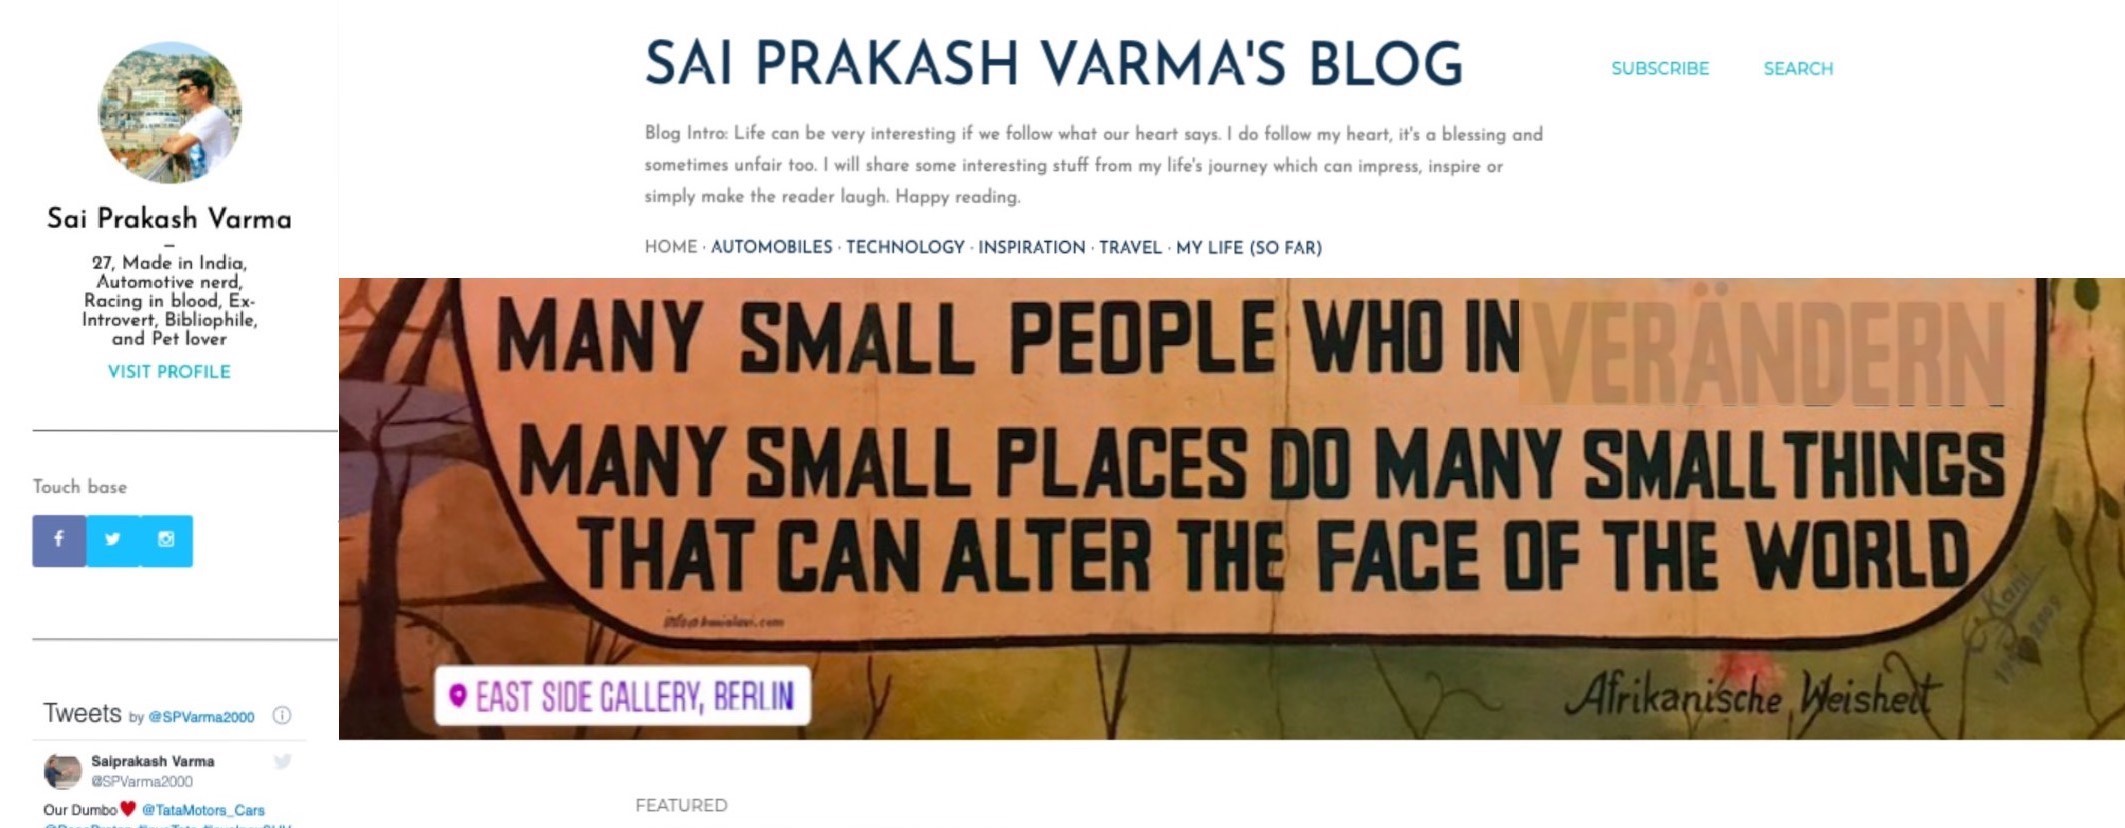 Sai Prakash Varma
–
27, Made in India,
Automotive nerd,
Racing in blood, Ex-
Introvert, Bibliophile,
and Pet lover
VISIT PROFILE
Touch base
Tweets by @SPVarma2000
Saiprakash Varma
@SPVarma2000
Our Dumbo @TataMotors_Cars
SAI PRAKASH VARMA'S BLOG
SUBSCRIBE
SEARCH
Blog Intro: Life can be very interesting if we follow what our heart says. I do follow my heart, it's a blessing and
sometimes unfair too. I will share some interesting stuff from my life's journey which can impress, inspire or
simply make the reader laugh. Happy reading.
HOME · AUTOMOBILES · TECHNOLOGY · INSPIRATION · TRAVEL · MY LIFE (SO FAR)
MANY SMALL PEOPLE WHO IN VERÄNDERN
MANY SMALL PLACES DO MANY SMALL THINGS
THAT CAN ALTER THE FACE OF THE WORLD
Kani
EAST SIDE GALLERY, BERLIN
Afrikanische Weisheit
FEATURED